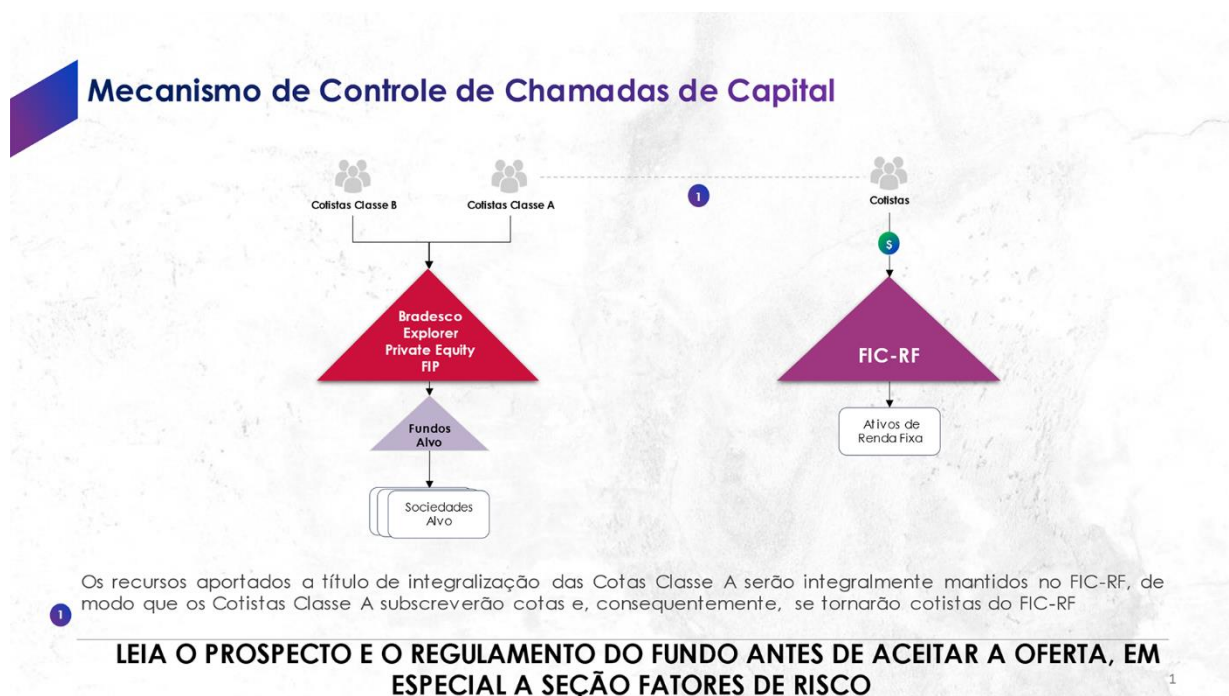 Mecanismo de Controle de Chamadas de Capital
Cotistas Classe B
Cotistas Classe A
1
Cotistas
$
Bradesco
Explorer
Private Equity
FIP
FIC-RF
Fundos
Alvo
Ativos de
Renda Fixa
Sociedades
Alvo
Os recursos aportados a título de integralização das Cotas Classe A serão integralmente mantidos no FIC-RF, de
1
modo que os Cotistas Classe A subscreverão cotas e, consequentemente, se tornarão cotistas do FIC-RF
LEIA O PROSPECTO E O REGULAMENTO DO FUNDO ANTES DE ACEITAR A OFERTA, EM
ESPECIAL A SEÇÃO FATORES DE RISCO
1